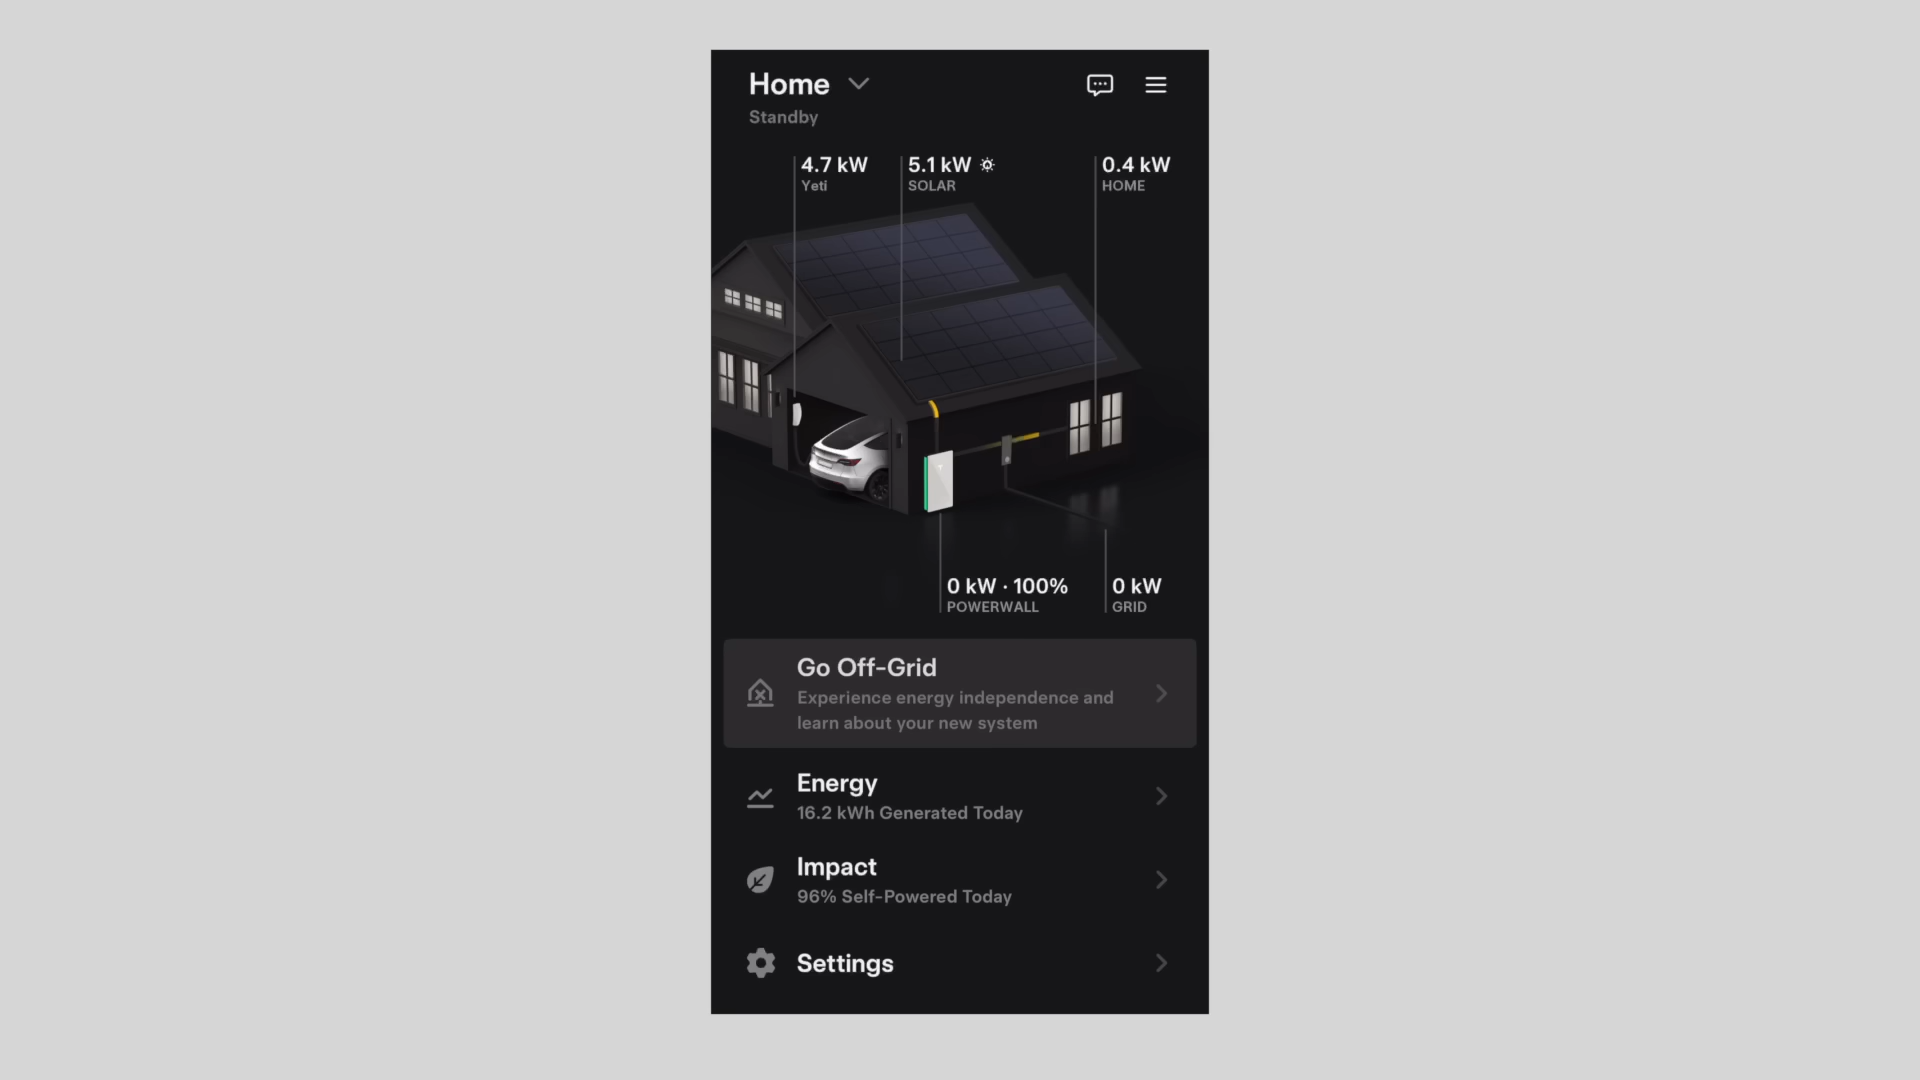 Home
Standby
4.7 kW
Yeti
5.1 kW
SOLAR
0.4 kW
HOME
0 kW · 100%
POWERWALL
0 kW
GRID
Go Off-Grid
Experience energy independence and
learn about your new system
Energy
16.2 kWh Generated Today
Impact
96% Self-Powered Today
Settings